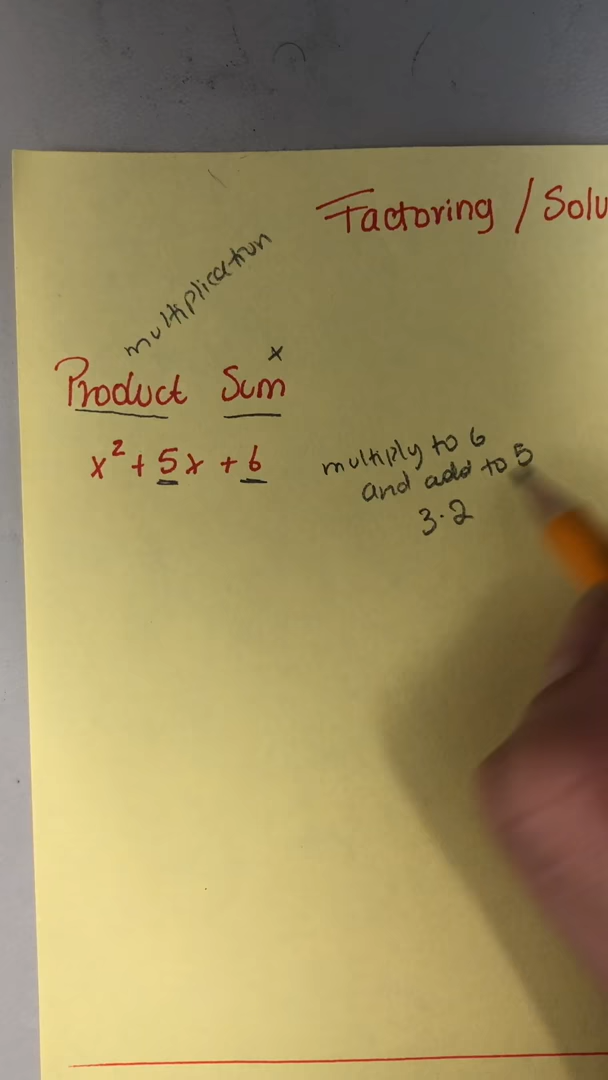 Factoring / Solu
multiplication
x
Product Sum
x² + 5x + 6
multiply to 6
and add to 5
3·2